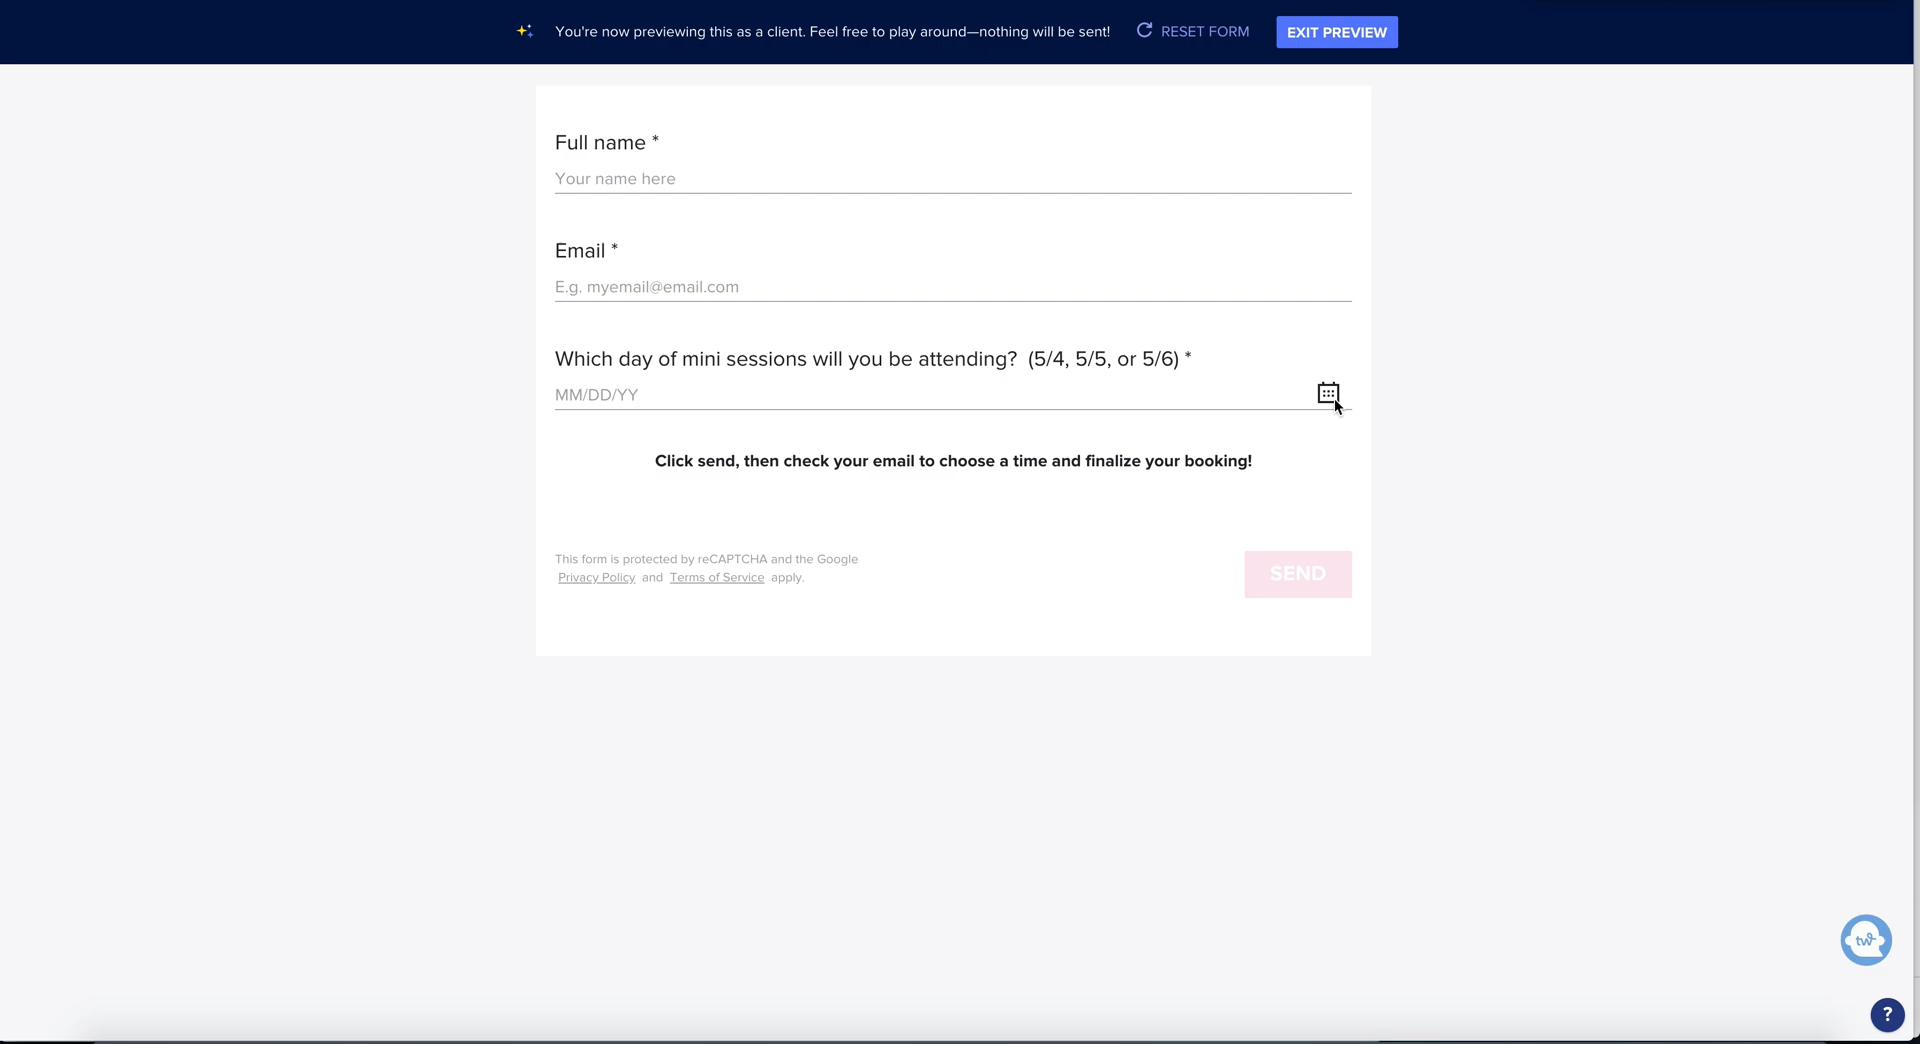 You're now previewing this as a client. Feel free to play around—nothing will be sent! RESET FORM EXIT PREVIEW
Full name *
Your name here
Email *
E.g. myemail@email.com
Which day of mini sessions will you be attending?  (5/4, 5/5, or 5/6) *
MM/DD/YY
Click send, then check your email to choose a time and finalize your booking!
This form is protected by reCAPTCHA and the Google
Privacy Policy and Terms of Service apply.
SEND
tw
?